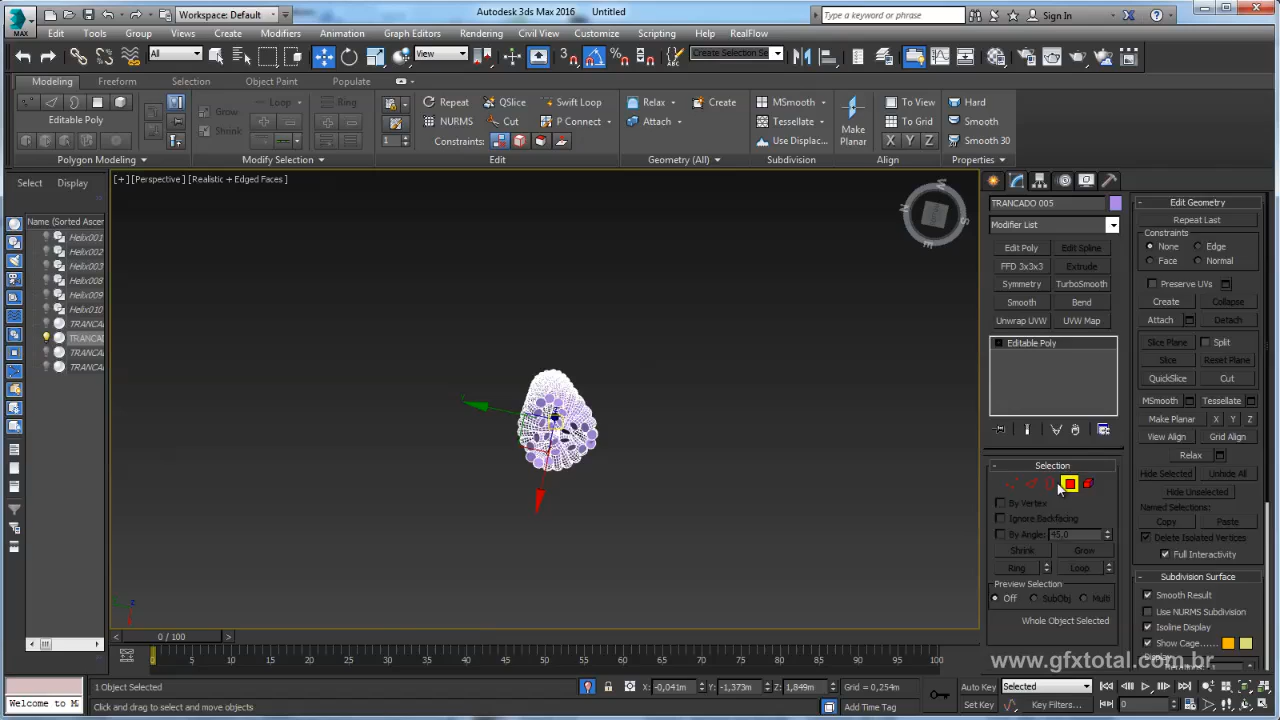 Workspace: Default
Autodesk 3ds Max 2016 Untitled
Type a keyword or phrase
Sign In
MAX
Edit Tools Group Views Create Modifiers Animation Graph Editors Rendering Civil View Customize Scripting Help RealFlow
All
View
3
Create Selection Se
Modeling Freeform Selection Object Paint Populate
Editable Poly
Polygon Modeling
Grow Loop Ring
Shrink
Modify Selection
Repeat QSlice Swift Loop
NURMS Cut P Connect
1 Constraints:
Edit
Relax Create
Attach
Geometry (All)
MSmooth
Tessellate
Use Displac...
Subdivision
Make Planar
To View
To Grid
X Y Z
Align
Hard
Smooth
Smooth 30
Properties
Select Display
Name (Sorted Ascen
Helix001
Helix002
Helix003
Helix008
Helix009
Helix010
TRANCAD
TRANCAD
TRANCAD
TRANCAD
[+] [Perspective] [Realistic + Edged Faces]
TRANCADO 005
Modifier List
Edit Poly Edit Spline
FFD 3x3x3 Extrude
Symmetry TurboSmooth
Smooth Bend
Unwrap UVW UVW Map
Editable Poly
Selection
By Vertex
Ignore Backfacing
By Angle: 45,0
Shrink Grow
Ring Loop
Preview Selection
Off SubObj Multi
Whole Object Selected
Edit Geometry
Repeat Last
Constraints
None Edge
Face Normal
Preserve UVs
Create Collapse
Attach Detach
Slice Plane Split
Slice Reset Plane
QuickSlice Cut
MSmooth Tessellate
Make Planar X Y Z
View Align Grid Align
Relax
Hide Selected Unhide All
Hide Unselected
Named Selections:
Copy Paste
Delete Isolated Vertices
Full Interactivity
Subdivision Surface
Smooth Result
Use NURMS Subdivision
Isoline Display
Show Cage
Display
0 / 100
0 5 10 15 20 25 30 35 40 45 50 55 60 65 70 75 80 85 90 95 100
www.gfxtotal.com.br
1 Object Selected
X: -0,041m Y: -1,373m Z: 1,849m Grid = 0,254m
Auto Key Selected
Welcome to M
Click and drag to select and move objects
Add Time Tag
Set Key Key Filters...
0